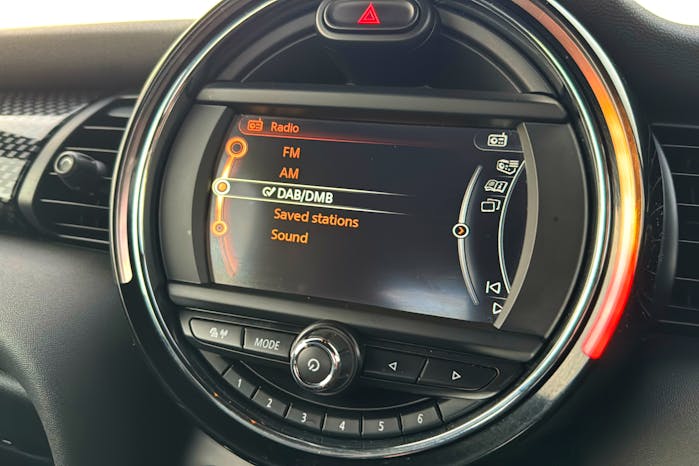 Radio
FM
AM
DAB/DMB
Saved stations
Sound
MODE
1
2
3
4
5
6